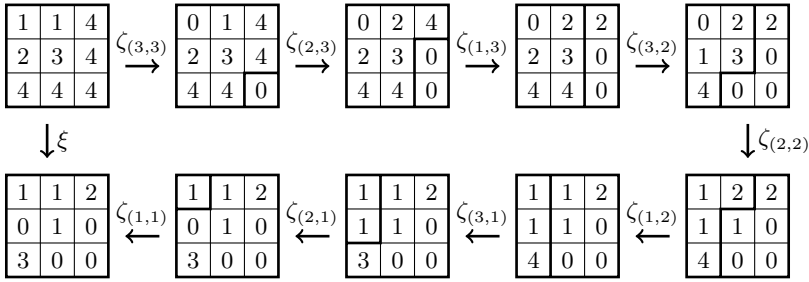 1 1 4 0 1 4 0 2 4 0 2 2 0 2 2
ζ(3,3) ζ(2,3) ζ(1,3) ζ(3,2)
2 3 4 2 3 4 2 3 0 2 3 0 1 3 0
4 4 4 4 4 0 4 4 0 4 4 0 4 0 0
ξ ζ(2,2)
1 1 2 1 1 2 1 1 2 1 1 2 1 2 2
ζ(1,1) ζ(2,1) ζ(3,1) ζ(1,2)
0 1 0 0 1 0 1 1 0 1 1 0 1 1 0
3 0 0 3 0 0 3 0 0 4 0 0 4 0 0